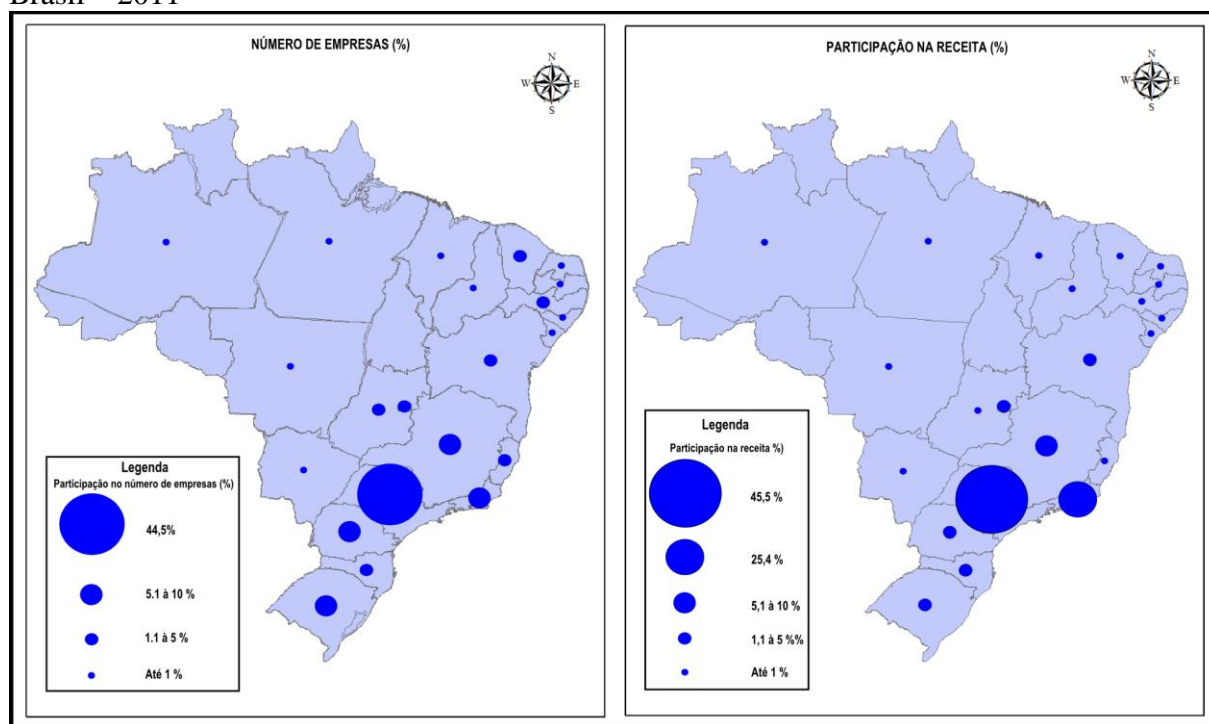 Brasil – 2011
NÚMERO DE EMPRESAS (%)
N
W E
S
Legenda
Participação no número de empresas (%)
44,5%
5.1 à 10 %
1.1 à 5 %
Até 1 %
PARTICIPAÇÃO NA RECEITA (%)
N
W E
S
Legenda
Participação na receita %)
45,5 %
25,4 %
5,1 à 10 %
1,1 à 5 %%
Até 1 %